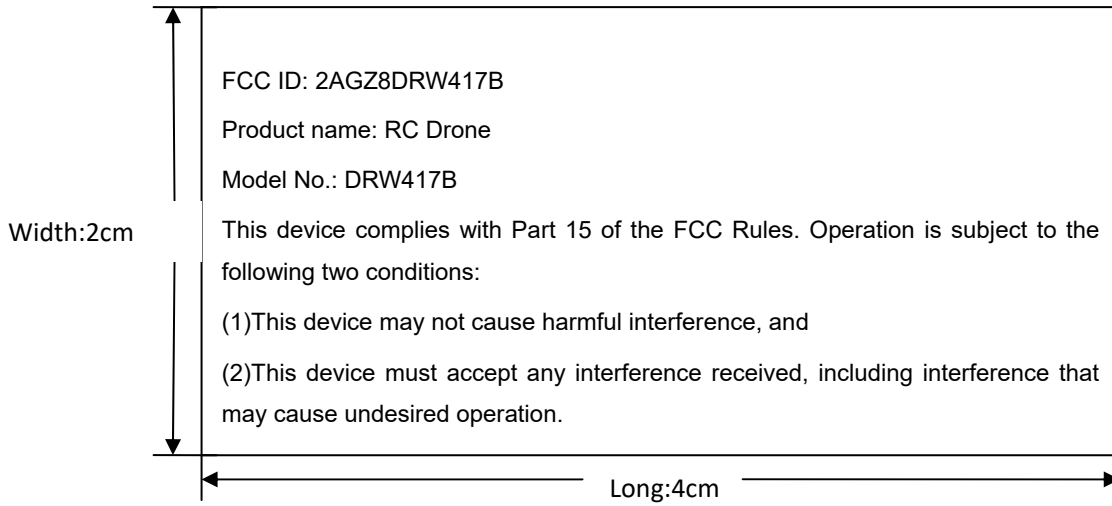 FCC ID: 2AGZ8DRW417B
Product name: RC Drone
Model No.: DRW417B
Width:2cm
This device complies with Part 15 of the FCC Rules. Operation is subject to the
following two conditions:
(1)This device may not cause harmful interference, and
(2)This device must accept any interference received, including interference that
may cause undesired operation.
Long:4cm